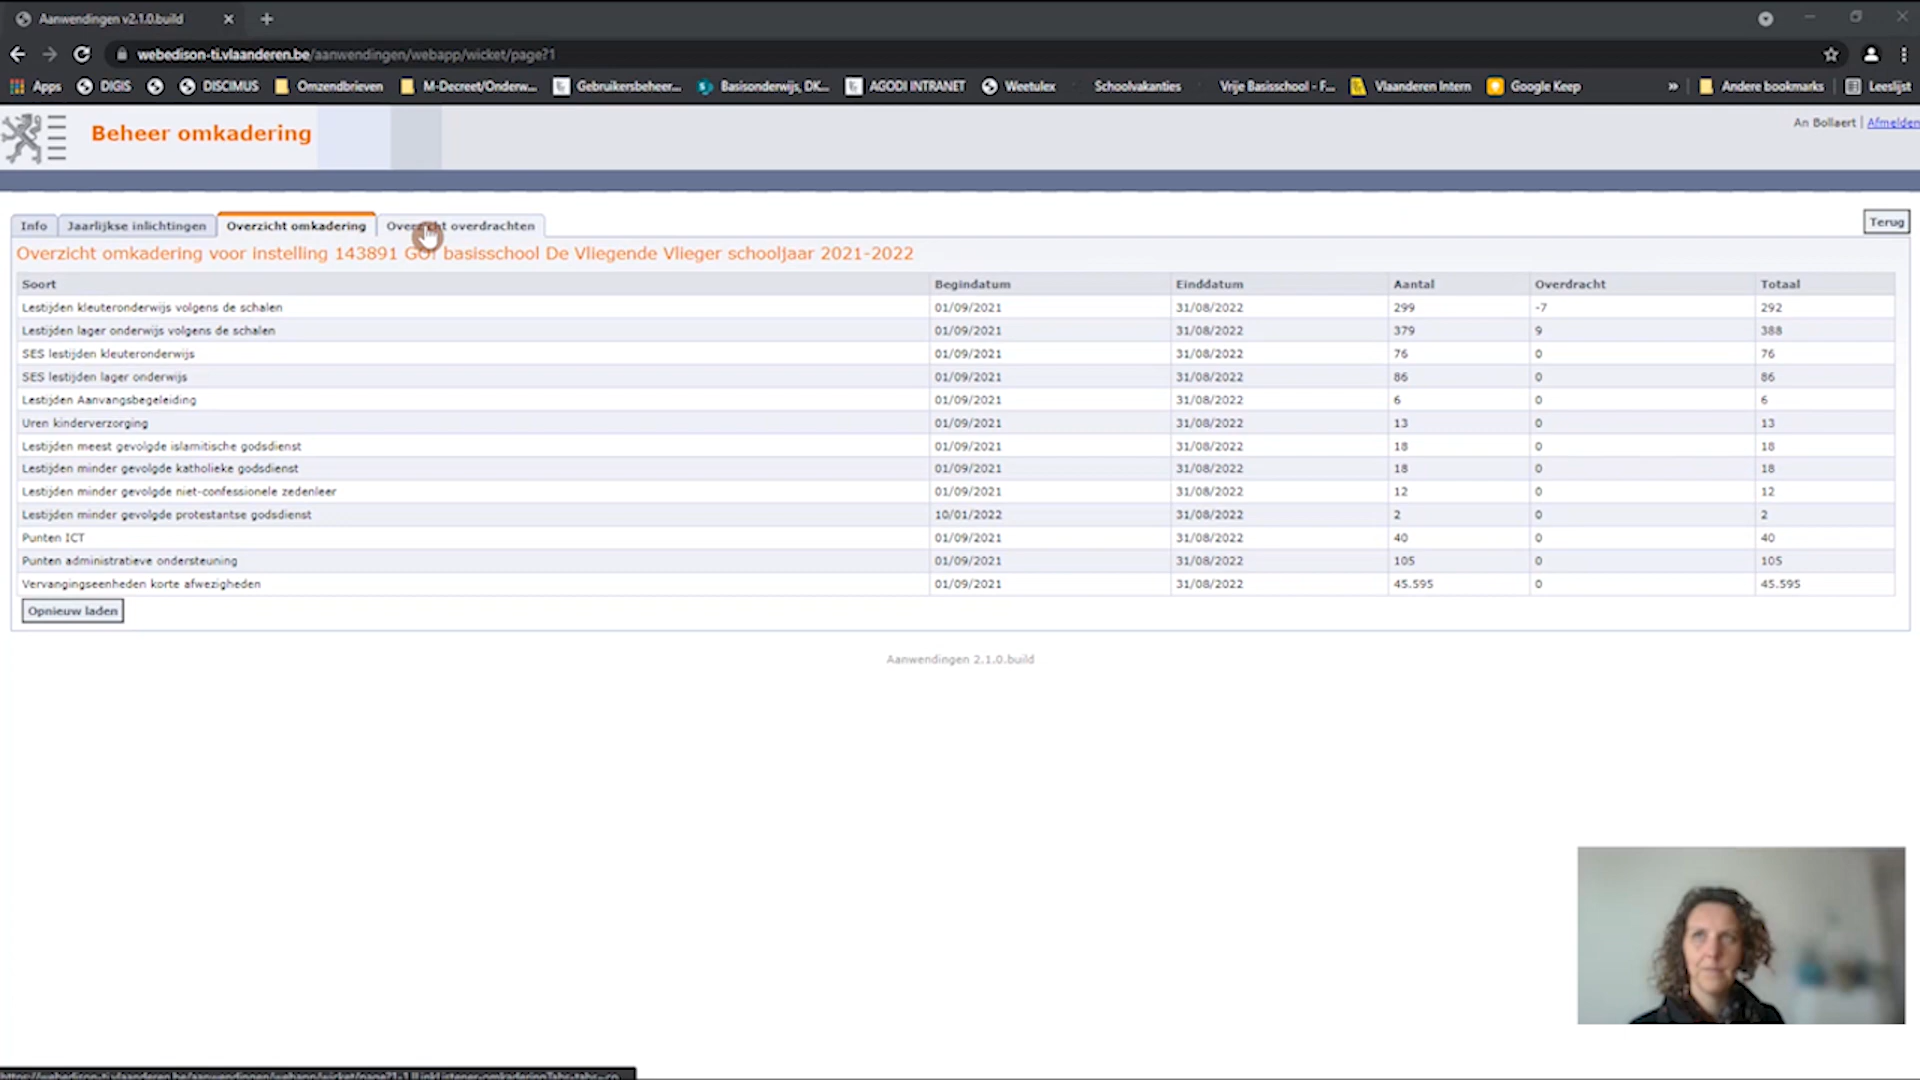 Aanwendingen v2.1.0.build
webedison-ti.vlaanderen.be/aanwendingen/webapp/wicket/page?1
Apps DIGIS DISCIMUS Omzendbrieven M-Decreet/Onderw... Gebruikersbeheer... Basisonderwijs, DK... AGODI INTRANET Weetulex Schoolvakanties Vrije Basisschool - F... Vlaanderen Intern Google Keep » Andere bookmarks Leeslijst
Beheer omkadering
An Bollaert | Afmelden
Info Jaarlijkse inlichtingen Overzicht omkadering Overzicht overdrachten Terug
Overzicht omkadering voor instelling 143891 GO! basisschool De Vliegende Vlieger schooljaar 2021-2022
Soort Begindatum Einddatum Aantal Overdracht Totaal
Lestijden kleuteronderwijs volgens de schalen 01/09/2021 31/08/2022 299 -7 292
Lestijden lager onderwijs volgens de schalen 01/09/2021 31/08/2022 379 9 388
SES lestijden kleuteronderwijs 01/09/2021 31/08/2022 76 0 76
SES lestijden lager onderwijs 01/09/2021 31/08/2022 86 0 86
Lestijden Aanvangsbegeleiding 01/09/2021 31/08/2022 6 0 6
Uren kinderverzorging 01/09/2021 31/08/2022 13 0 13
Lestijden meest gevolgde islamitische godsdienst 01/09/2021 31/08/2022 18 0 18
Lestijden minder gevolgde katholieke godsdienst 01/09/2021 31/08/2022 18 0 18
Lestijden minder gevolgde niet-confessionele zedenleer 01/09/2021 31/08/2022 12 0 12
Lestijden minder gevolgde protestantse godsdienst 10/01/2022 31/08/2022 2 0 2
Punten ICT 01/09/2021 31/08/2022 40 0 40
Punten administratieve ondersteuning 01/09/2021 31/08/2022 105 0 105
Vervangingseenheden korte afwezigheden 01/09/2021 31/08/2022 45.595 0 45.595
Opnieuw laden
Aanwendingen 2.1.0.build